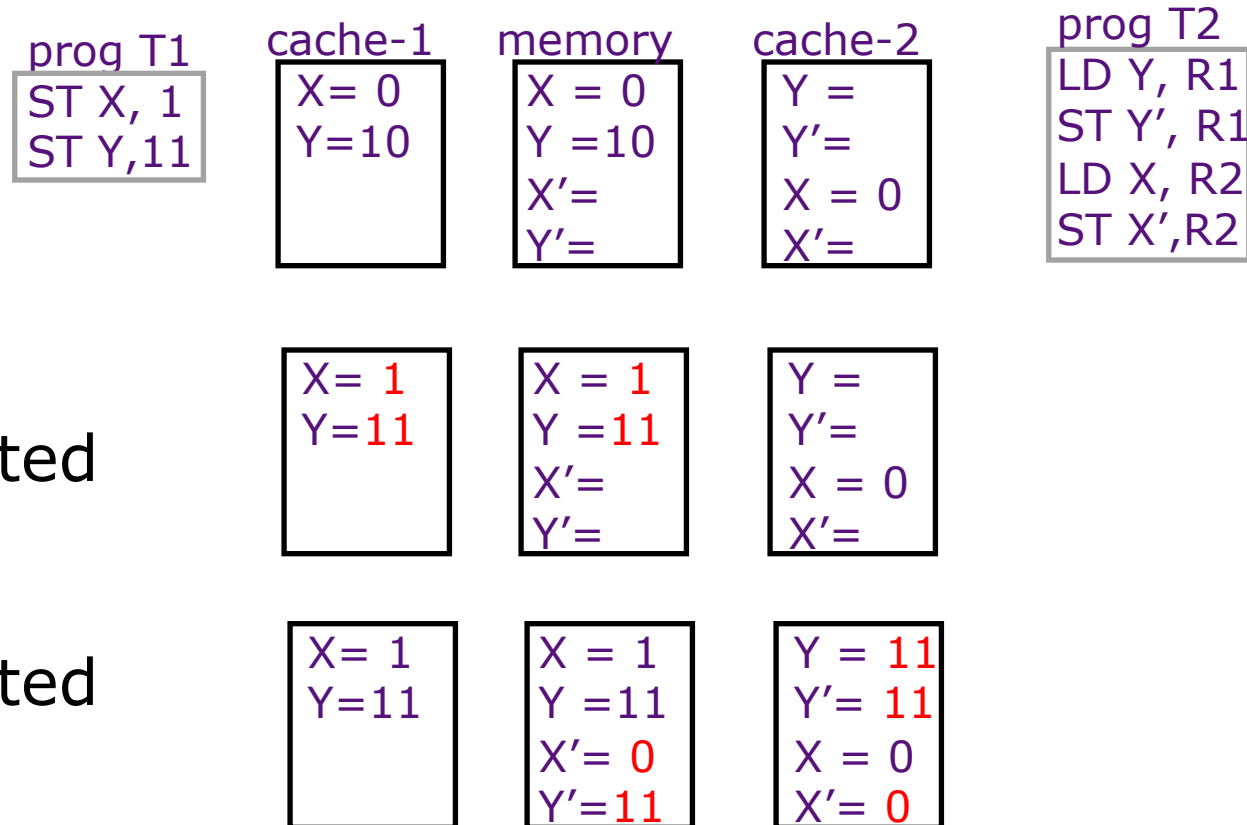 prog T1
ST X, 1
ST Y,11
cache-1
X= 0
Y=10
memory
X = 0
Y =10
X′=
Y′=
cache-2
Y =
Y′=
X = 0
X′=
prog T2
LD Y, R1
ST Y′, R1
LD X, R2
ST X′,R2
ted
X= 1
Y=11
X = 1
Y =11
X′=
Y′=
Y =
Y′=
X = 0
X′=
ted
X= 1
Y=11
X = 1
Y =11
X′= 0
Y′=11
Y = 11
Y′= 11
X = 0
X′= 0